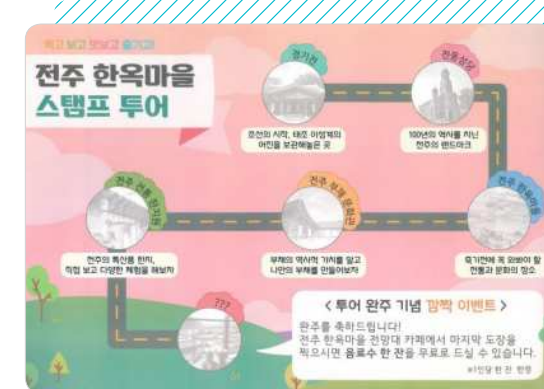 찍고 보고 맛보고 즐기고
전주 한옥마을
스탬프 투어
경기전
조선의 시작, 태조 이성계의
어진을 보관해놓은 곳
전동성당
100년의 역사를 지닌
전주의 랜드마크
전주 전통 한지원
전주의 특산품 한지,
직접 보고 다양한 체험을 해보자
전주 부채 문화관
부채의 역사적 가치를 알고
나만의 부채를 만들어보자
전주 한옥마을
죽기전에 꼭 와봐야 할
전통과 문화의 장소
???
< 투어 완주 기념 깜짝 이벤트 >
완주를 축하드립니다!
전주 한옥마을 전망대 카페에서 마지막 도장을
찍으시면 음료수 한 잔을 무료로 드실 수 있습니다.
※1인당 한 잔 한정